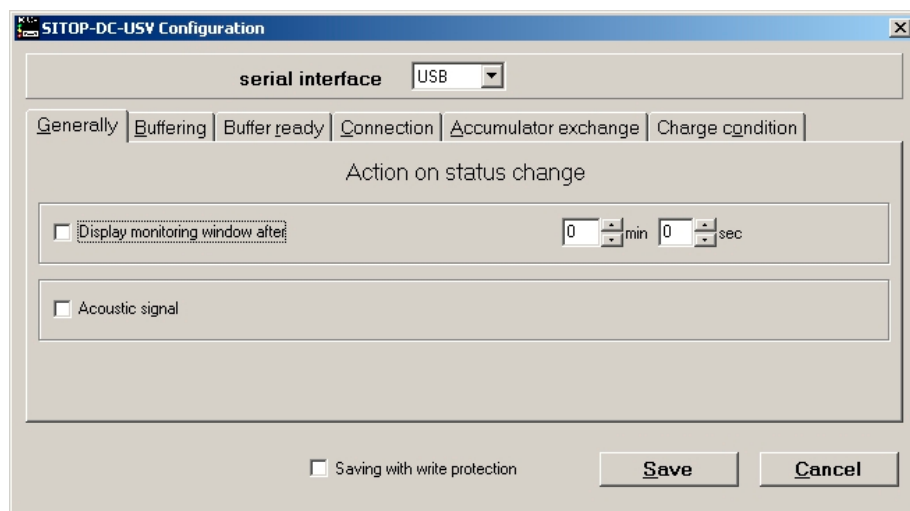 SITOP-DC-USV Configuration
serial interface USB
Generally Buffering Buffer ready Connection Accumulator exchange Charge condition
Action on status change
Display monitoring window after 0 min 0 sec
Acoustic signal
Saving with write protection Save Cancel